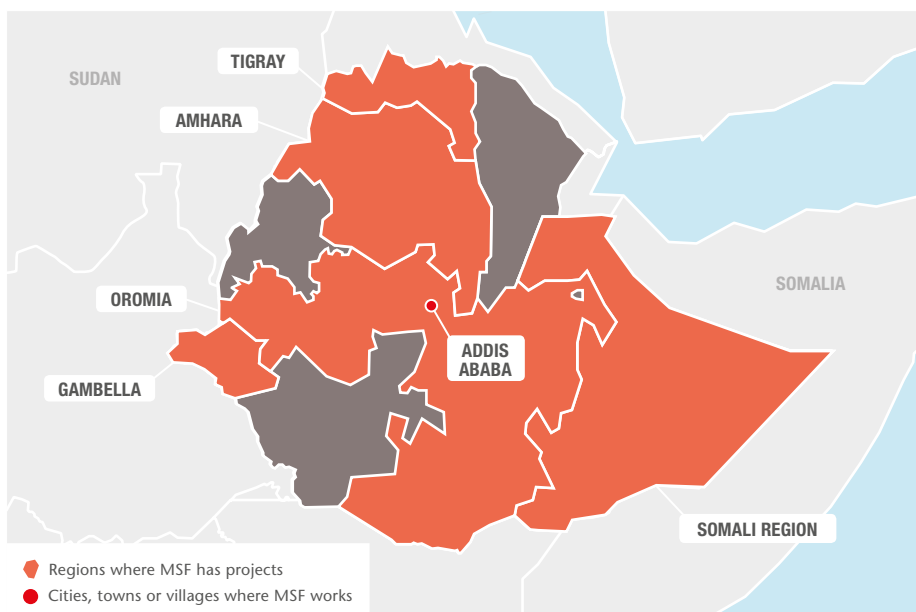 TIGRAY
SUDAN
AMHARA
OROMIA
SOMALIA
ADDIS
ABABA
GAMBELLA
SOMALI REGION
Regions where MSF has projects
Cities, towns or villages where MSF works